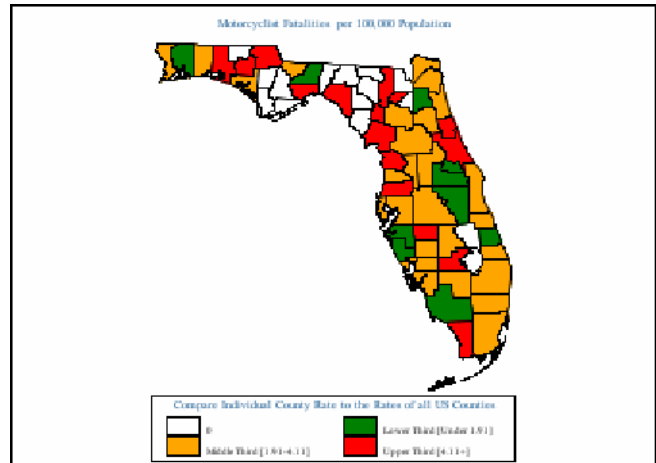 Motorcyclist Fatalities per 100,000 Population
Compare Individual County Rate to the Rates of all US Counties
0
Lower Third [Under 1.91]
Middle Third [1.91-4.11]
Upper Third [4.11+]